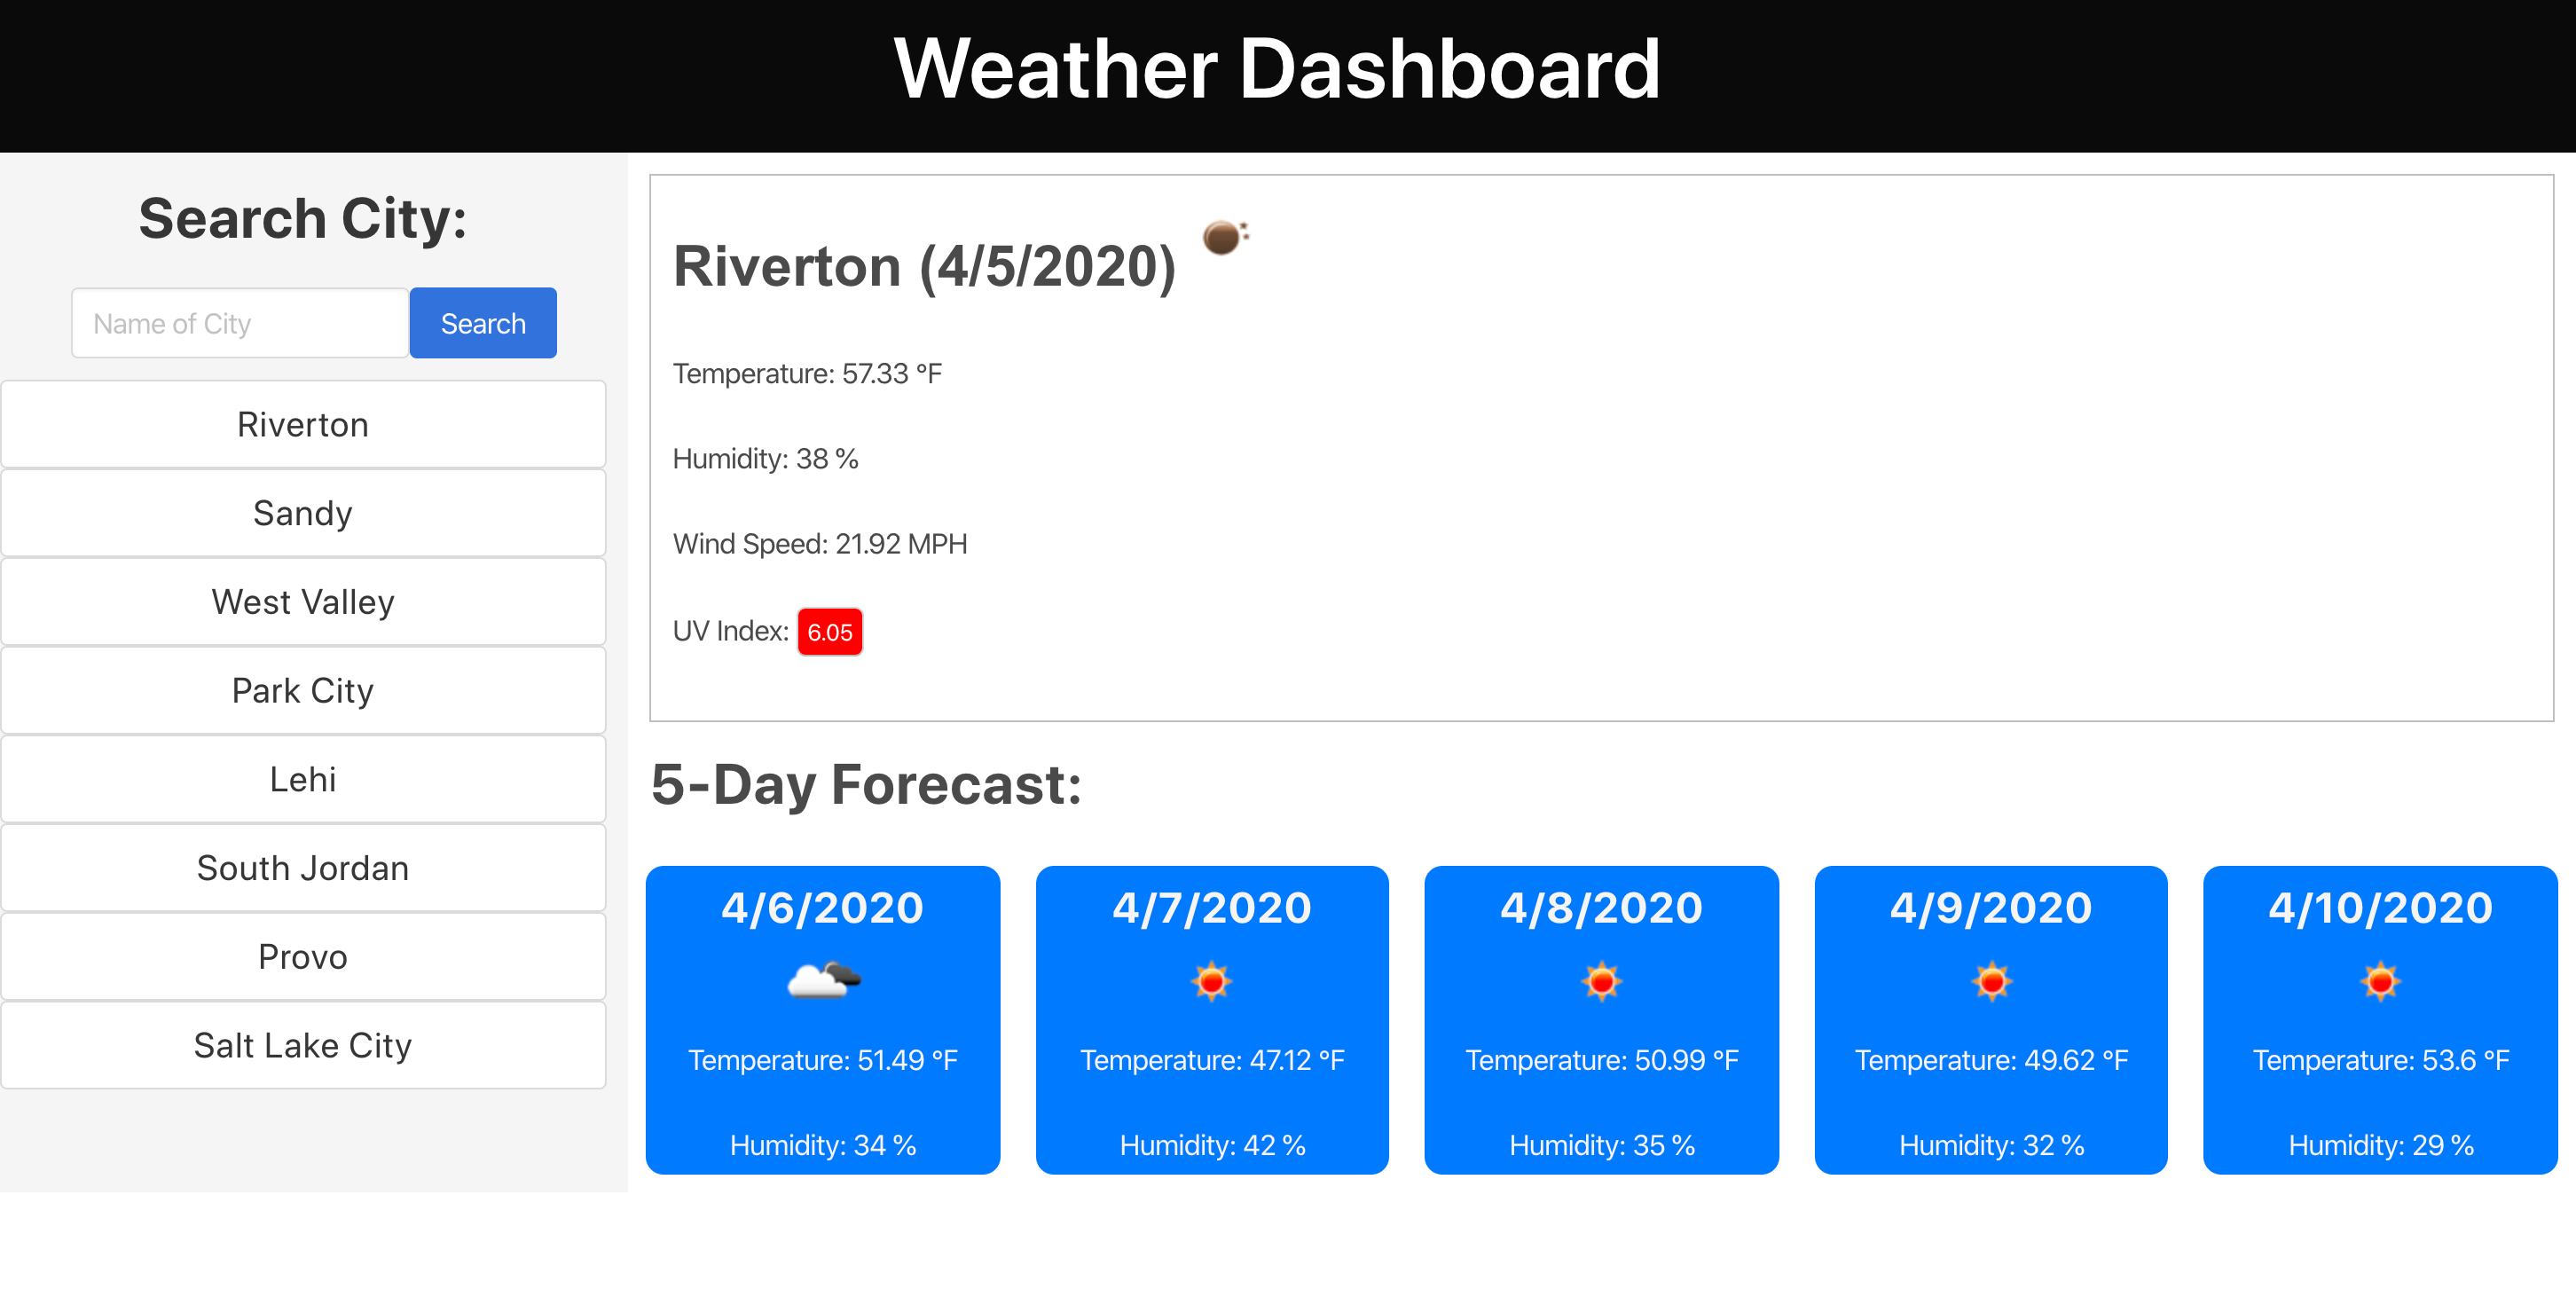 Weather Dashboard
Search City:
Name of City
Search
Riverton
Sandy
West Valley
Park City
Lehi
South Jordan
Provo
Salt Lake City
Riverton (4/5/2020)
Temperature: 57.33 °F
Humidity: 38 %
Wind Speed: 21.92 MPH
UV Index: 6.05
5-Day Forecast:
4/6/2020
Temperature: 51.49 °F
Humidity: 34 %
4/7/2020
Temperature: 47.12 °F
Humidity: 42 %
4/8/2020
Temperature: 50.99 °F
Humidity: 35 %
4/9/2020
Temperature: 49.62 °F
Humidity: 32 %
4/10/2020
Temperature: 53.6 °F
Humidity: 29 %